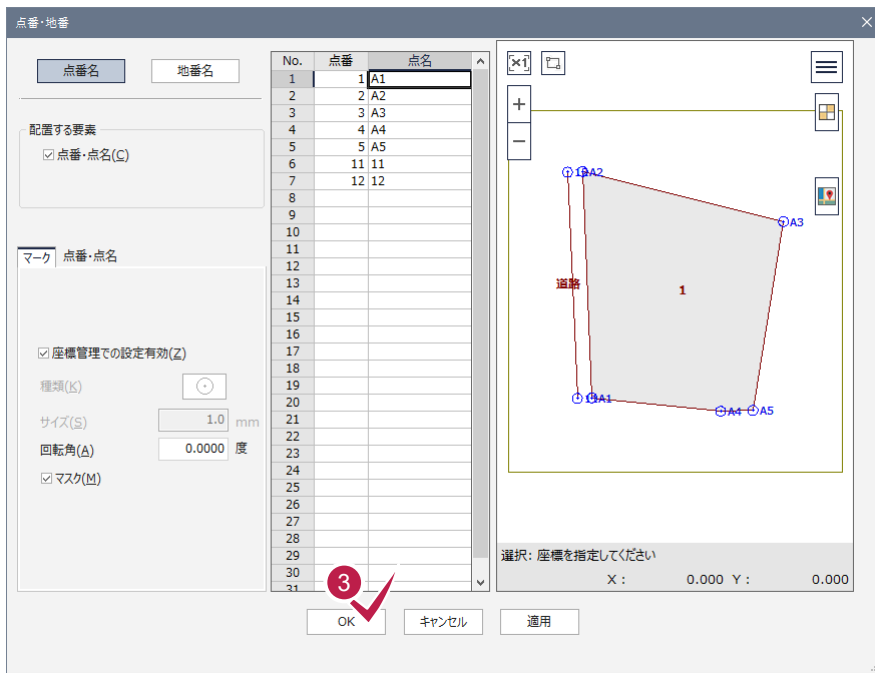 点番・地番
点番名 地番名
配置する要素
点番・点名(C)
マーク 点番・点名
座標管理での設定有効(Z)
種類(K)
サイズ(S) 1.0 mm
回転角(A) 0.0000 度
マスク(M)
No. 点番 点名
1 1 A1
2 2 A2
3 3 A3
4 4 A4
5 5 A5
6 11 11
7 12 12
8
9
10
11
12
13
14
15
16
17
18
19
20
21
22
23
24
25
26
27
28
29
30
31
×1
A2
A3
道路
1
A1
A4 A5
選択: 座標を指定してください
X : 0.000 Y : 0.000
3
OK キャンセル 適用